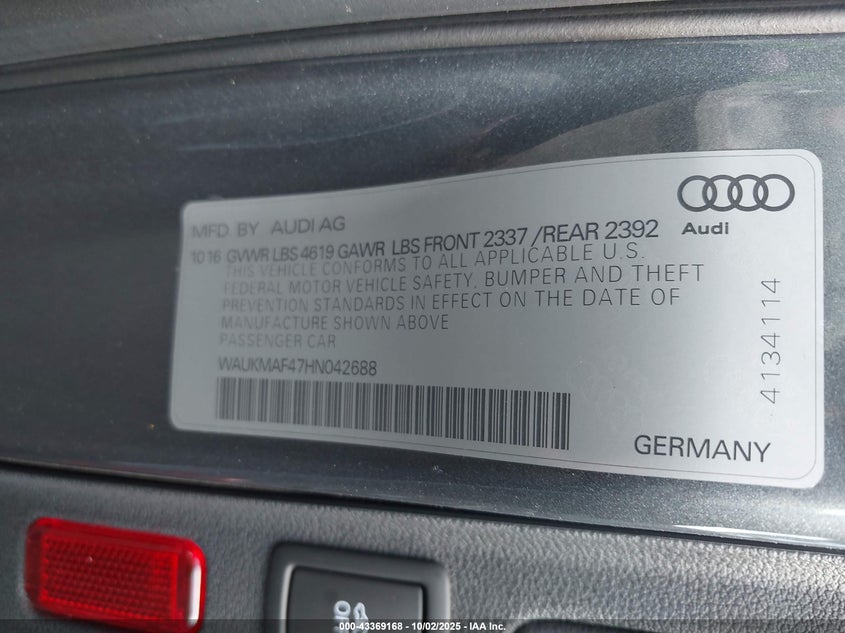 Audi
MFD. BY AUDI AG
10 16 GVWR LBS 4619 GAWR LBS FRONT 2337 /REAR 2392
THIS VEHICLE CONFORMS TO ALL APPLICABLE U.S.
FEDERAL MOTOR VEHICLE SAFETY, BUMPER AND THEFT
PREVENTION STANDARDS IN EFFECT ON THE DATE OF
MANUFACTURE SHOWN ABOVE
PASSENGER CAR
WAUKMAF47HN042688
4134114
GERMANY
000-43369168 - 10/02/2025 - IAA Inc.